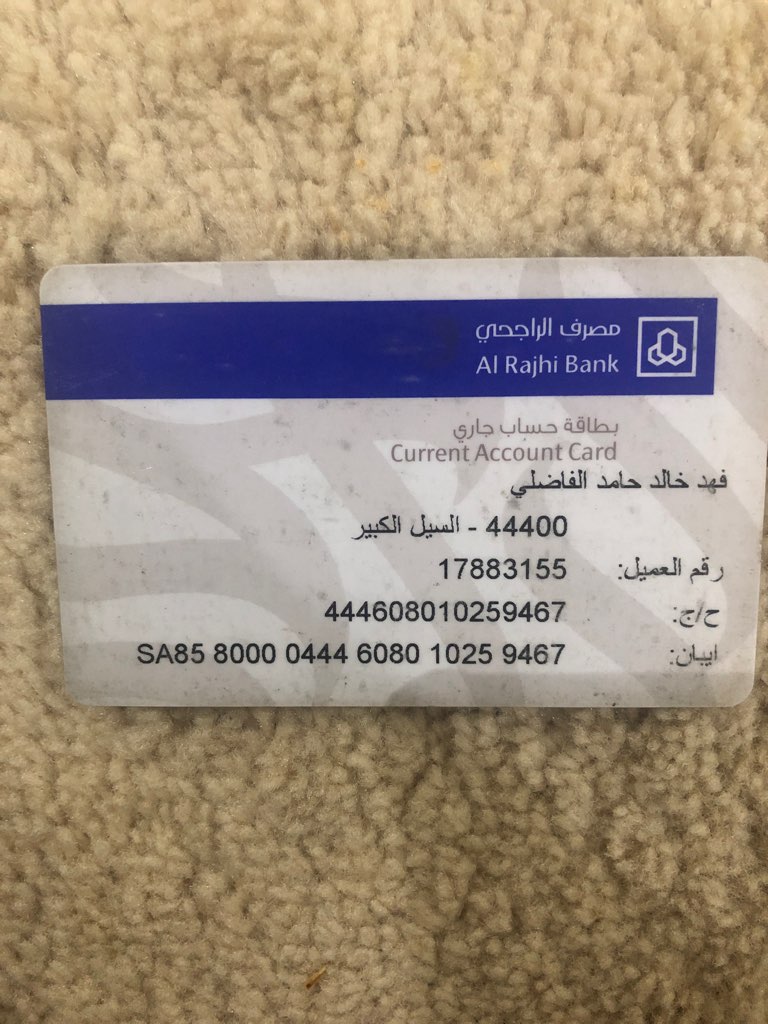 مصرف الراجحي
Al Rajhi Bank
بطاقة حساب جاري
Current Account Card
فهد خالد حامد الفاضلي
44400 - السيل الكبير
رقم العميل: 17883155
ح/ج: 444608010259467
ايبان: SA85 8000 0444 6080 1025 9467